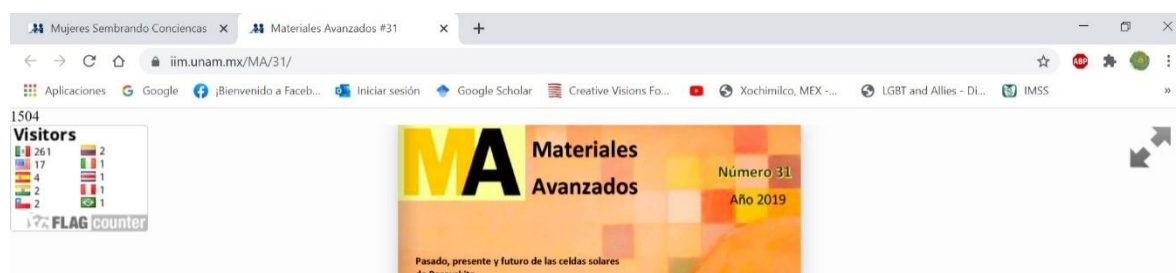 Mujeres Sembrando Conciencas
Materiales Avanzados #31
iim.unam.mx/MA/31/
ABP
Aplicaciones
Google
¡Bienvenido a Faceb...
Iniciar sesión
Google Scholar
Creative Visions Fo...
Xochimilco, MEX -...
LGBT and Allies - Di...
IMSS
»
1504
Visitors
261 2
17 1
4 1
2 1
2 1
FLAG counter
MA
Materiales
Avanzados
Número 31
Año 2019
Pasado, presente y futuro de las celdas solares